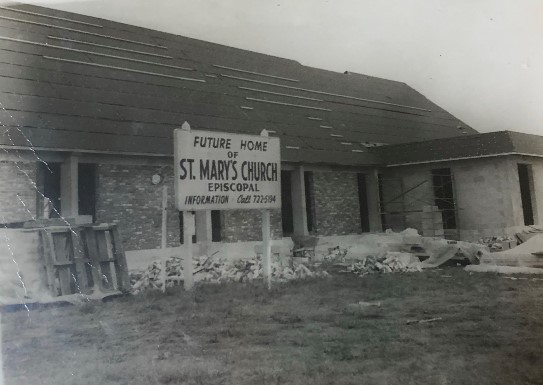 FUTURE HOME
OF
ST. MARY'S CHURCH
EPISCOPAL
INFORMATION - Call 722-5194